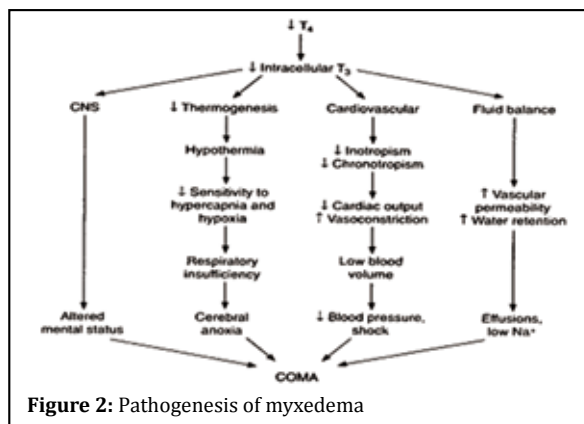 ↓ T₄
↓ Intracellular T₃
CNS
↓ Thermogenesis
Cardiovascular
Fluid balance
Hypothermia
↓ Inotropism
↓ Chronotropism
↓ Sensitivity to
hypercapnia and
hypoxia
↓ Cardiac output
↑ Vasoconstriction
↑ Vascular
permeability
↑ Water retention
Respiratory
insufficiency
Low blood
volume
Altered
mental status
Cerebral
anoxia
↓ Blood pressure,
shock
Effusions,
low Na⁺
COMA
Figure 2: Pathogenesis of myxedema